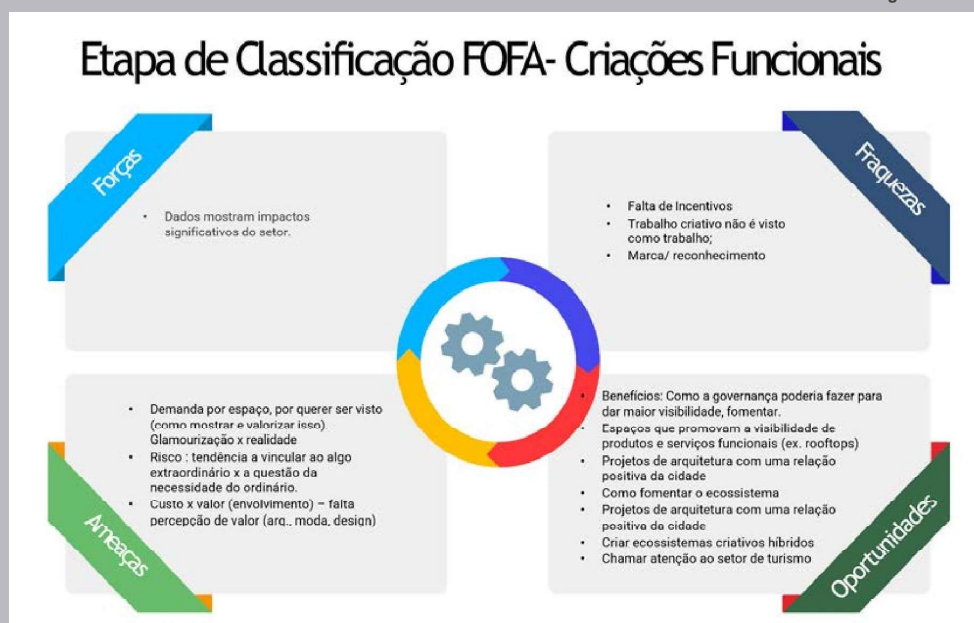 Etapa de Classificação FOFA- Criações Funcionais
Forças
• Dados mostram impactos
significativos do setor.
Fraquezas
• Falta de Incentivos
• Trabalho criativo não é visto
como trabalho;
• Marca/ reconhecimento
• Demanda por espaço, por querer ser visto
(como mostrar e valorizar isso)
Glamourização x realidade
• Risco : tendência a vincular ao algo
extraordinário x a questão da
necessidade do ordinário.
• Custo x valor (envolvimento) – falta
percepção de valor (arq., moda, design)
Ameaças
• Benefícios: Como a governança poderia fazer para
dar maior visibilidade, fomentar.
• Espaços que promovam a visibilidade de
produtos e serviços funcionais (ex. rooftops)
• Projetos de arquitetura com uma relação
positiva da cidade
• Como fomentar o ecossistema
• Projetos de arquitetura com uma relação
positiva da cidade
• Criar ecossistemas criativos híbridos
• Chamar atenção ao setor de turismo
Oportunidades